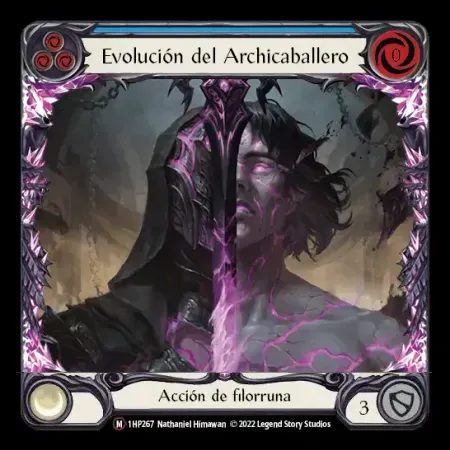 Evolución del Archicaballero
0
Acción de filorruna
3
M 1HP267 Nathaniel Himawan © 2022 Legend Story Studios